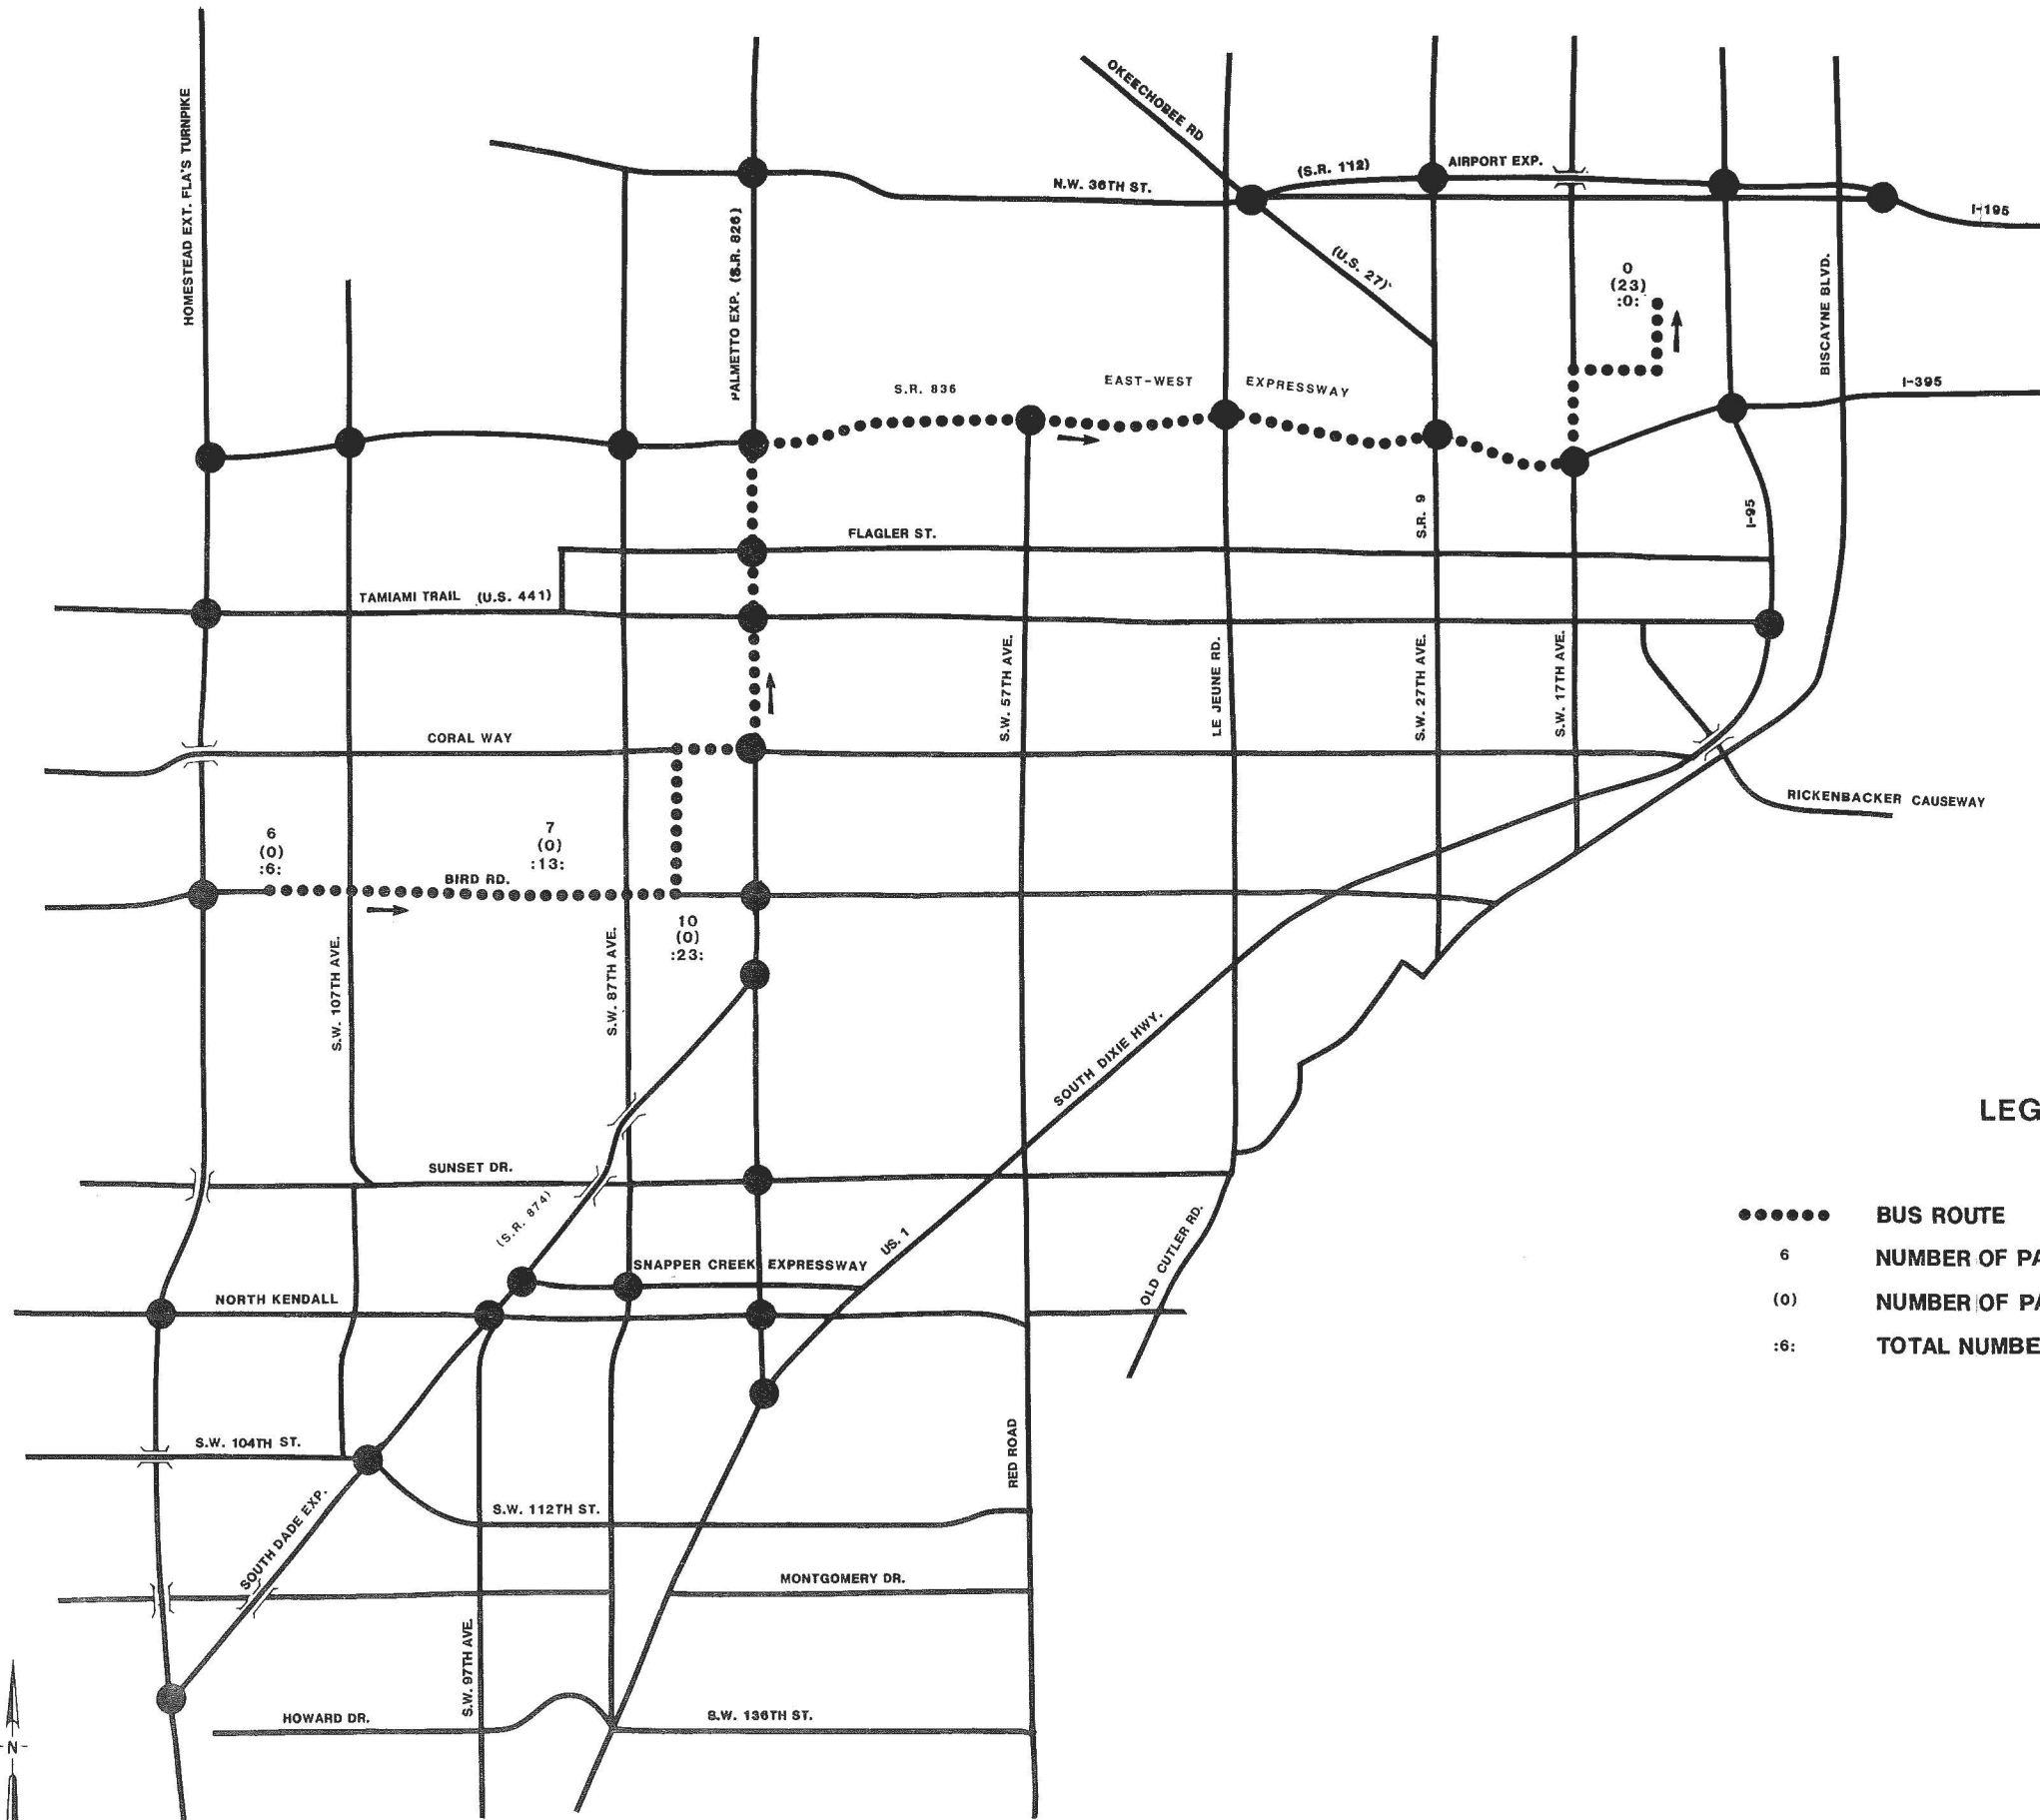 OKEECHOBEE RD
HOMESTEAD EXT. FLA'S TURNPIKE
(S.R. 112)
AIRPORT EXP.
N.W. 36TH ST.
I-195
PALMETTO EXP. (S.R. 826)
(U.S. 27)
BISCAYNE BLVD.
0
(23)
:0:
S.R. 836
EAST-WEST
EXPRESSWAY
I-395
S.R. 9
I-95
FLAGLER ST.
TAMIAMI TRAIL (U.S. 441)
S.W. 57TH AVE.
LE JEUNE RD.
S.W. 27TH AVE.
S.W. 17TH AVE.
CORAL WAY
RICKENBACKER CAUSEWAY
6
(0)
:6:
7
(0)
:13:
BIRD RD.
10
(0)
:23:
S.W. 107TH AVE.
S.W. 87TH AVE.
SOUTH DIXIE HWY.
LEG
SUNSET DR.
(S.R. 874)
US. 1
OLD CUTLER RD.
BUS ROUTE
6 NUMBER OF PA
(0) NUMBER OF PA
:6: TOTAL NUMBE
SNAPPER CREEK EXPRESSWAY
NORTH KENDALL
RED ROAD
S.W. 104TH ST.
SOUTH DADE EXP.
S.W. 112TH ST.
MONTGOMERY DR.
S.W. 97TH AVE.
HOWARD DR.
S.W. 136TH ST.
N